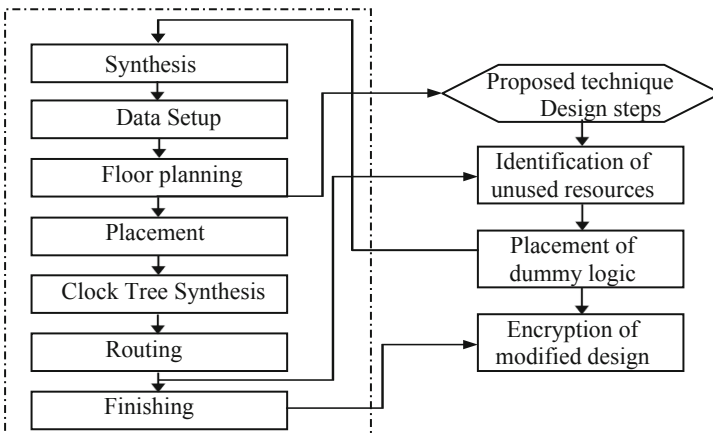 Synthesis
Data Setup
Floor planning
Placement
Clock Tree Synthesis
Routing
Finishing
Proposed technique
Design steps
Identification of
unused resources
Placement of
dummy logic
Encryption of
modified design